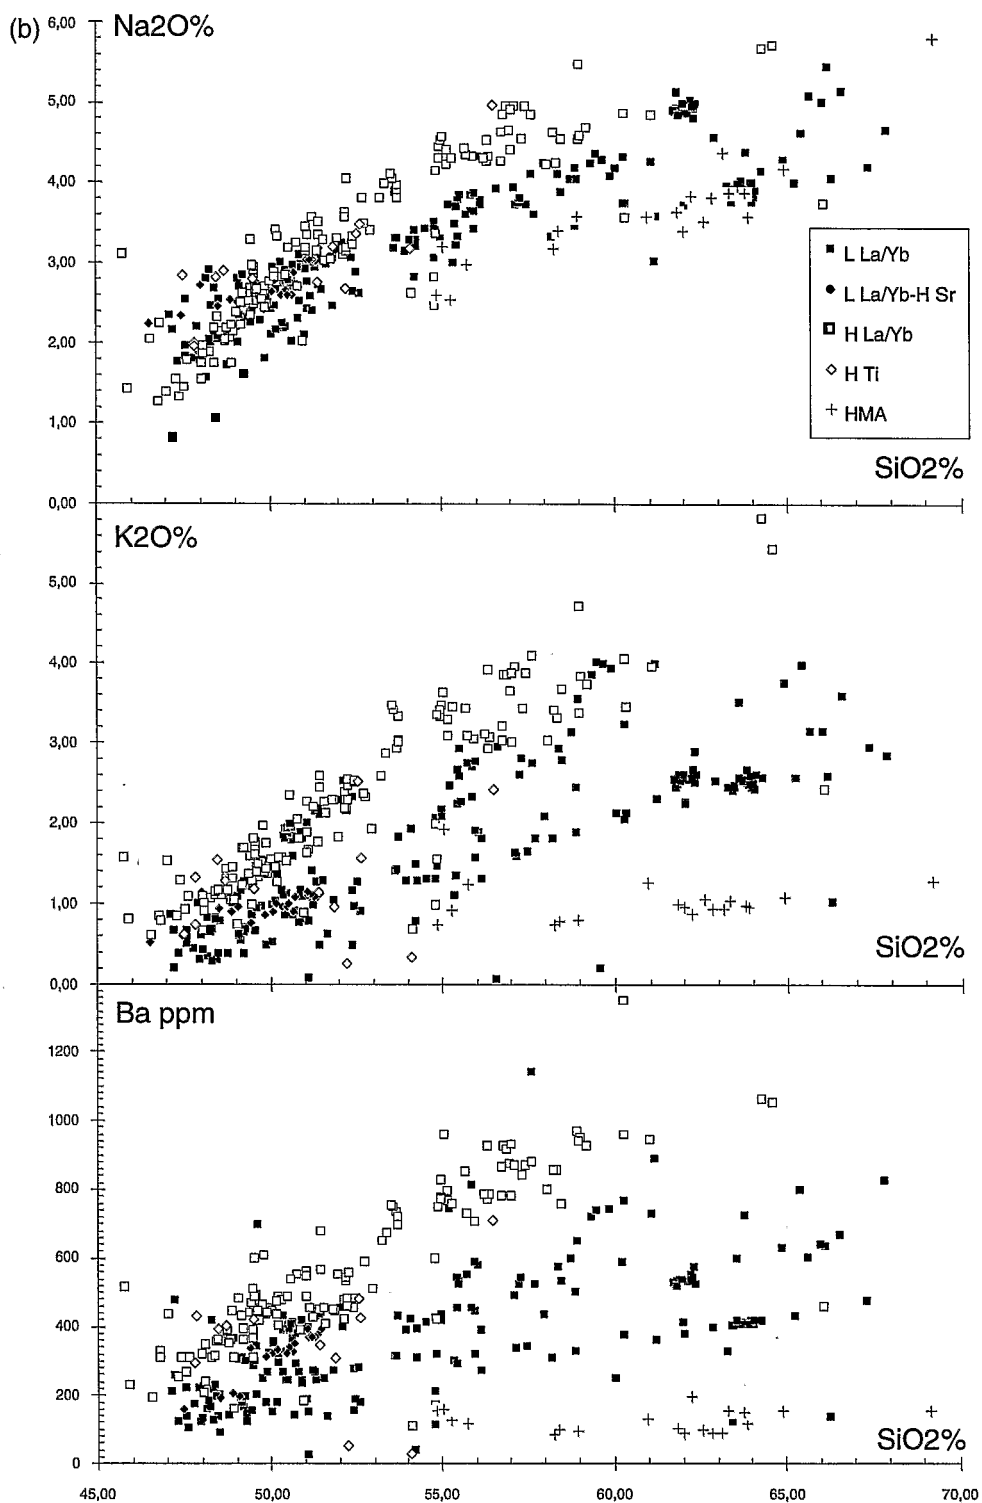 (b)
Na2O%
6,00
5,00
4,00
3,00
2,00
1,00
0,00
L La/Yb
L La/Yb-H Sr
H La/Yb
H Ti
HMA
SiO2%
K2O%
5,00
4,00
3,00
2,00
1,00
0,00
SiO2%
Ba ppm
1200
1000
800
600
400
200
0
SiO2%
45,00 50,00 55,00 60,00 65,00 70,00